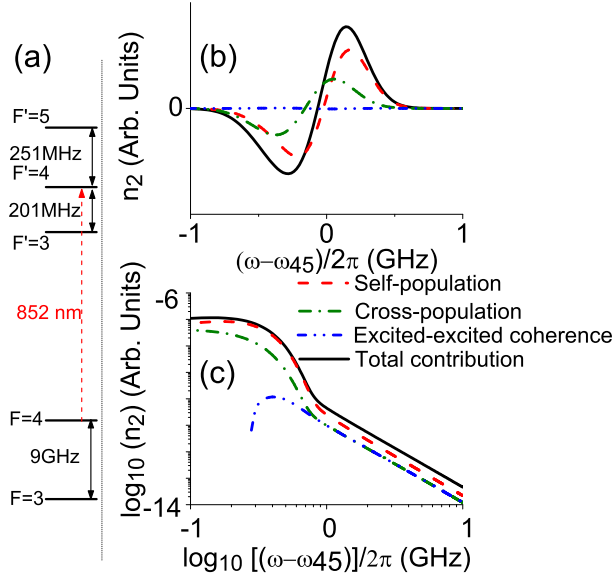 (a)
F'=5
251MHz
F'=4
201MHz
F'=3
852 nm
F=4
9GHz
F=3
(b)
n2 (Arb. Units)
0
-1 0 1
(ω−ω45)/2π (GHz)
Self-population
Cross-population
Excited-excited coherence
Total contribution
(c)
log10 (n2) (Arb. Units)
-6
-14
-1 0 1
log10 [(ω−ω45)]/2π (GHz)